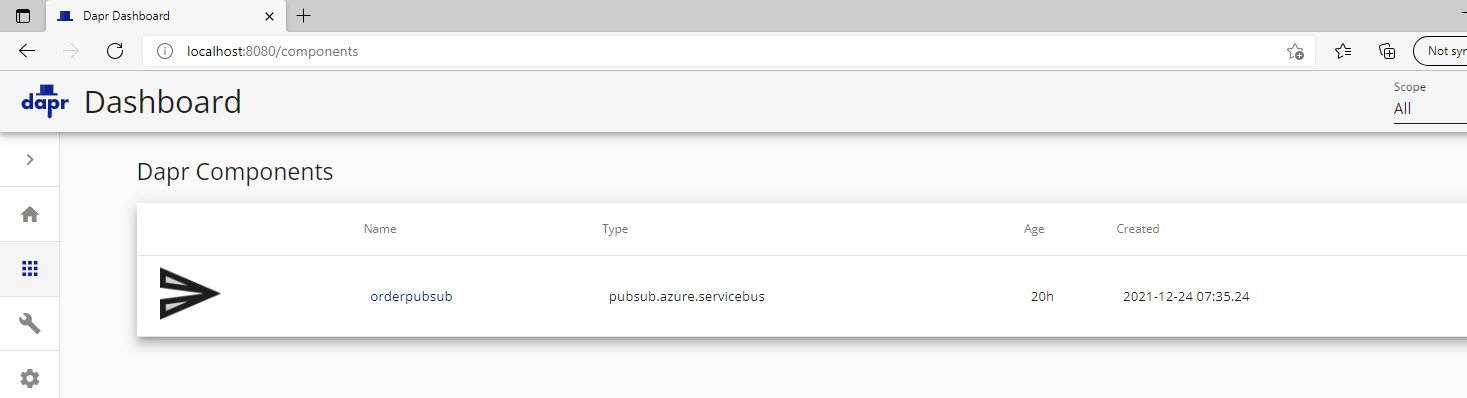 Dapr Dashboard
localhost:8080/components
Not syn
dapr Dashboard
Scope
All
Dapr Components
Name Type Age Created
orderpubsub pubsub.azure.servicebus 20h 2021-12-24 07:35.24